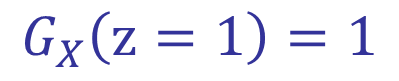 G_X(z = 1) = 1